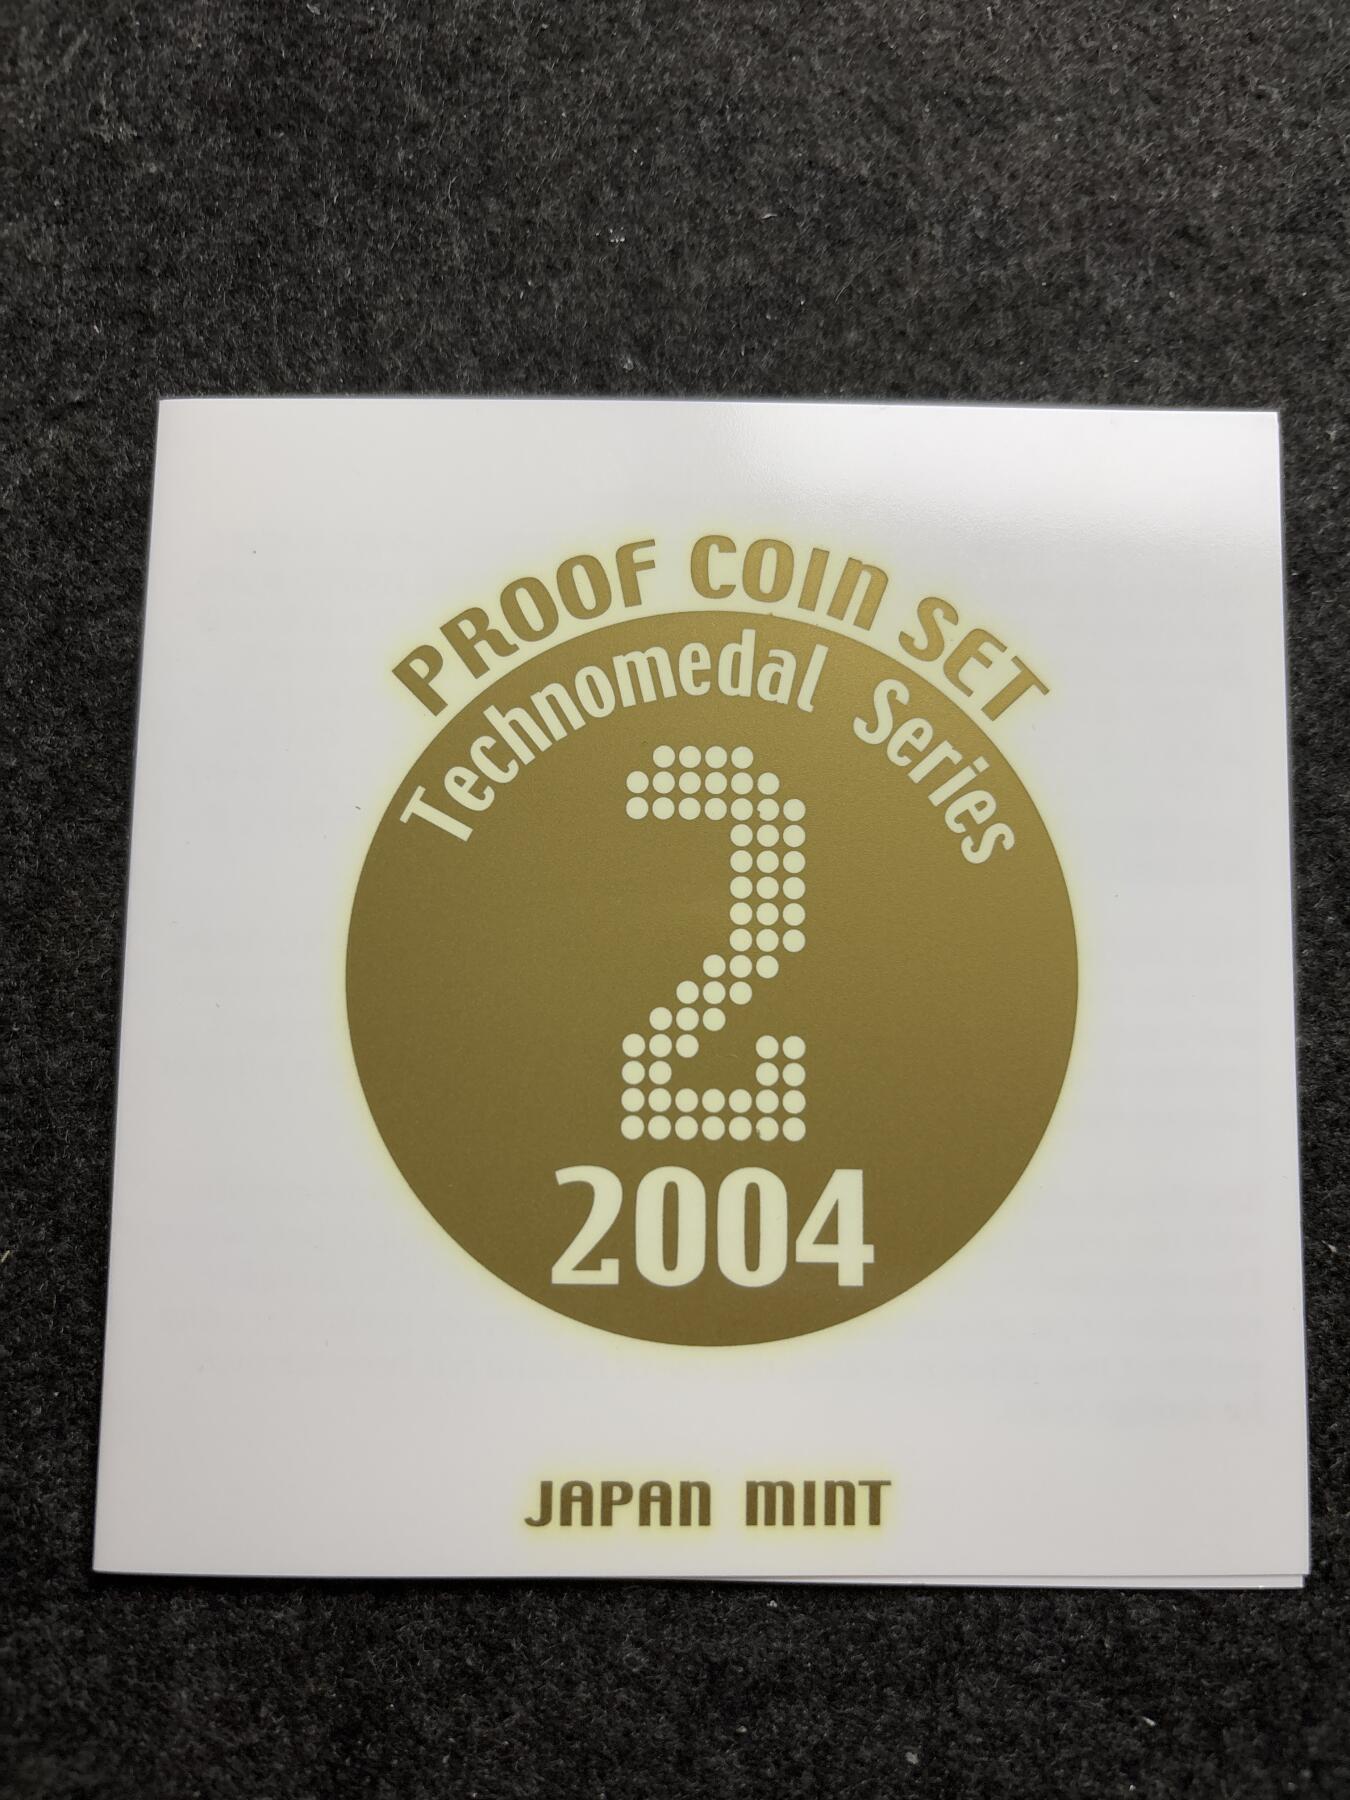 PROOF COIN SET
Technomedal Series
2
2004
JAPAN MINT